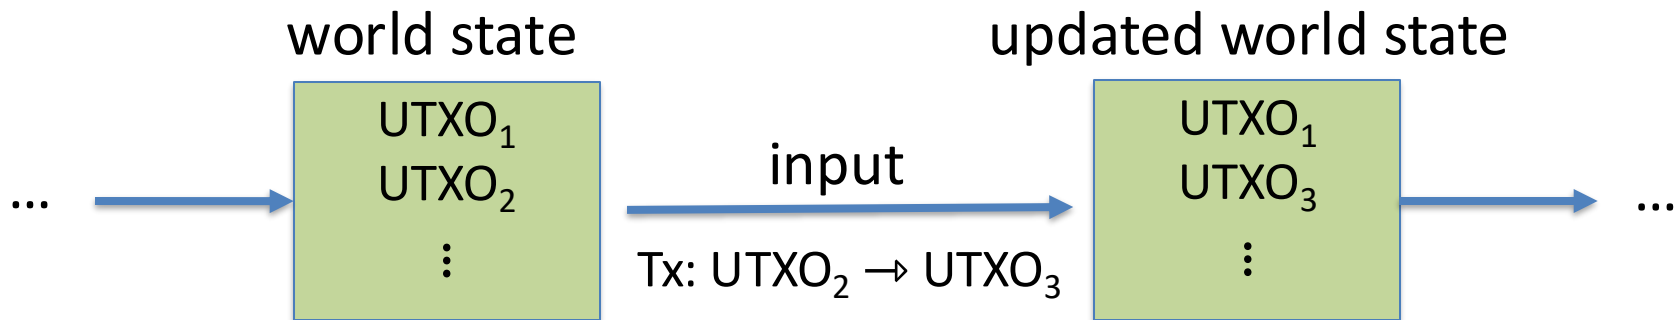 world state
UTXO₁
UTXO₂
⋮
...
input
Tx: UTXO₂ → UTXO₃
updated world state
UTXO₁
UTXO₃
⋮
...